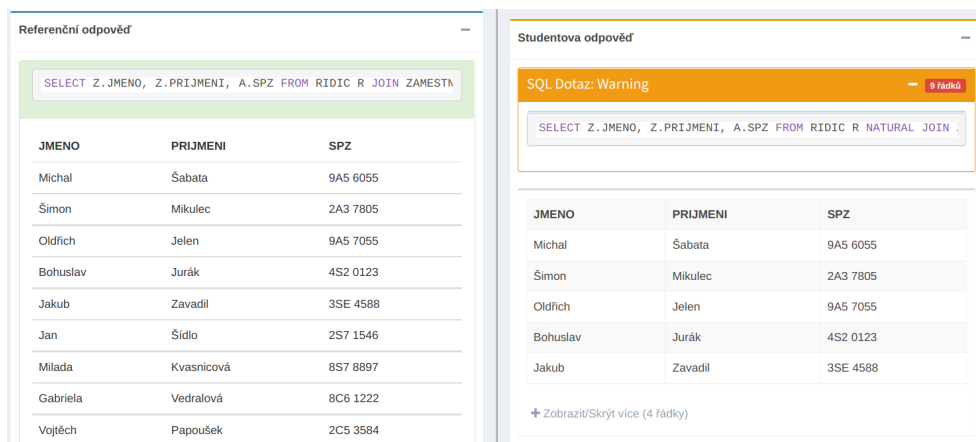 Referenční odpověď
SELECT Z.JMENO, Z.PRIJMENI, A.SPZ FROM RIDIC R JOIN ZAMESTN
JMENO PRIJMENI SPZ
Michal Šabata 9A5 6055
Šimon Mikulec 2A3 7805
Oldřich Jelen 9A5 7055
Bohuslav Jurák 4S2 0123
Jakub Zavadil 3SE 4588
Jan Šídlo 2S7 1546
Milada Kvasnicová 8S7 8897
Gabriela Vedralová 8C6 1222
Vojtěch Papoušek 2C5 3584
Studentova odpověď
SQL Dotaz: Warning 9 řádků
SELECT Z.JMENO, Z.PRIJMENI, A.SPZ FROM RIDIC R NATURAL JOIN
JMENO PRIJMENI SPZ
Michal Šabata 9A5 6055
Šimon Mikulec 2A3 7805
Oldřich Jelen 9A5 7055
Bohuslav Jurák 4S2 0123
Jakub Zavadil 3SE 4588
Zobrazit/Skrýt více (4 řádky)